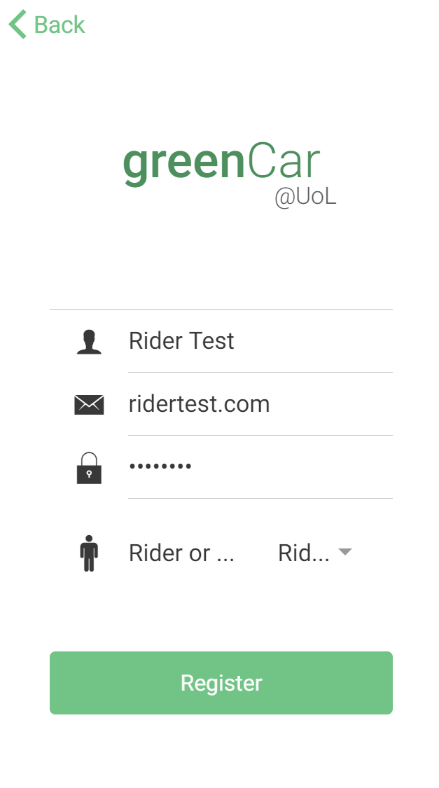 Back
greenCar
@UoL
Rider Test
ridertest.com
••••••••
Rider or ... Rid...
Register